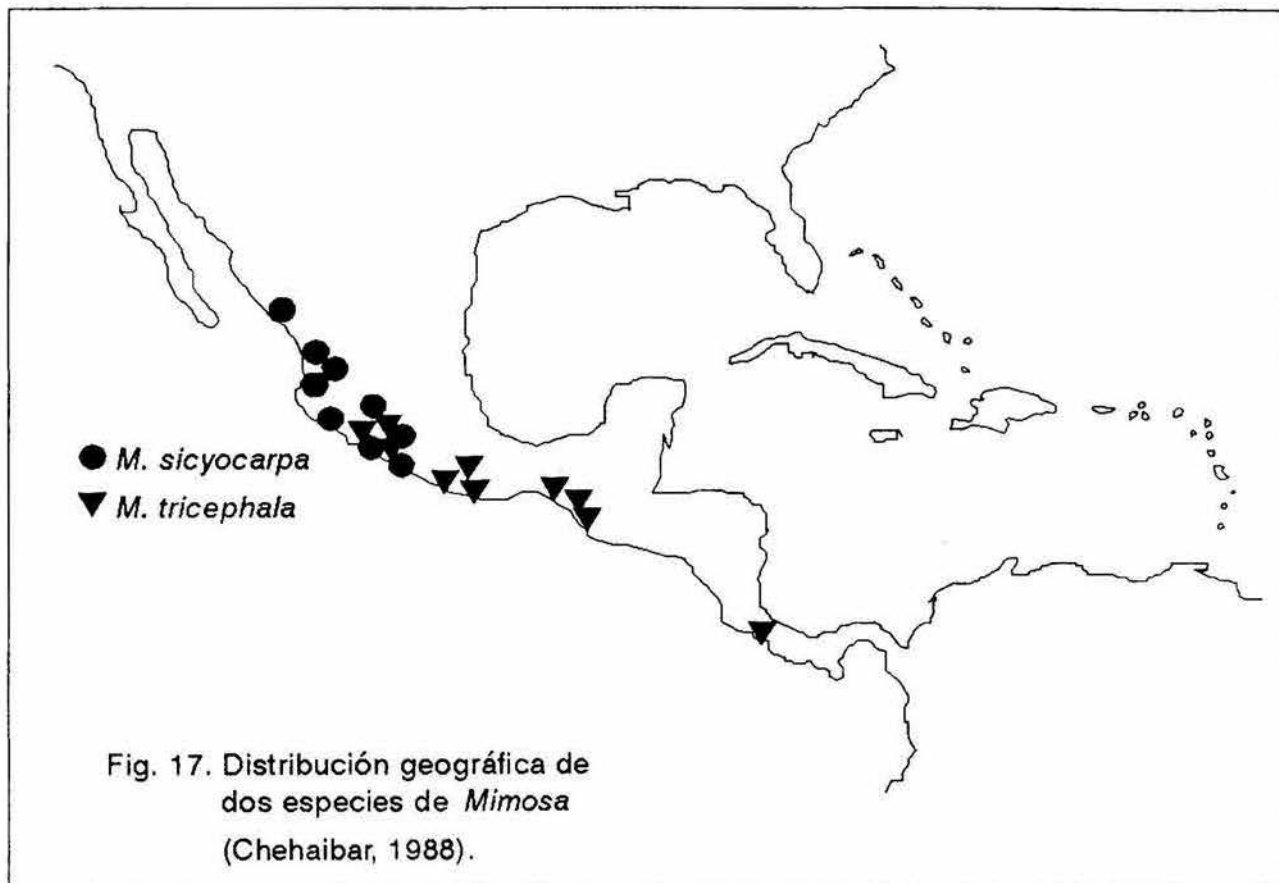 M. sicyocarpa
M. tricephala
Fig. 17. Distribución geográfica de
dos especies de Mimosa
(Chehaibar, 1988).